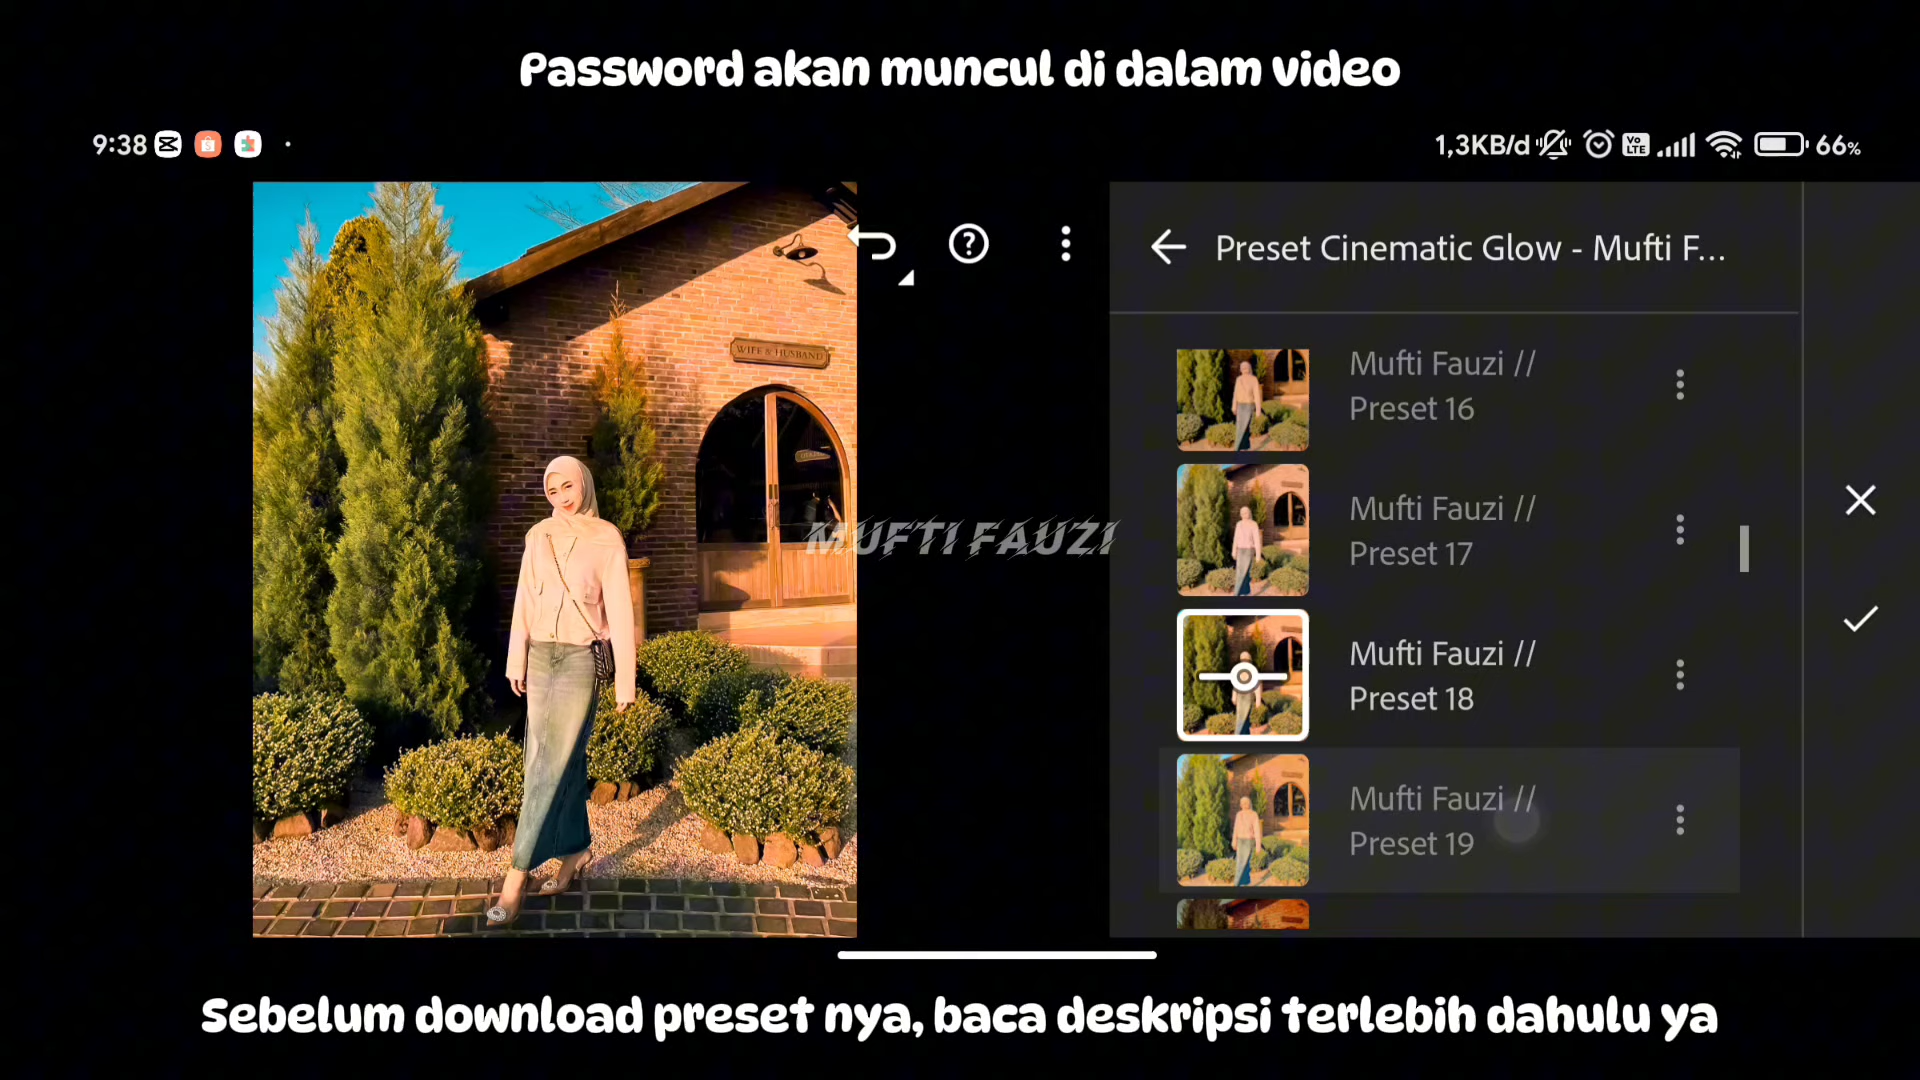 Password akan muncul di dalam video
9:38
1,3KB/d
Vo LTE
66%
Preset Cinematic Glow - Mufti F...
WIFE & HUSBAND
Mufti Fauzi //
Preset 16
Mufti Fauzi //
Preset 17
MUFTI FAUZI
Mufti Fauzi //
Preset 18
Mufti Fauzi //
Preset 19
Sebelum download preset nya, baca deskripsi terlebih dahulu ya